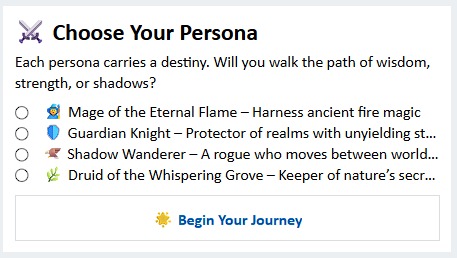 ⚔️ Choose Your Persona
Each persona carries a destiny. Will you walk the path of wisdom,
strength, or shadows?
Mage of the Eternal Flame – Harness ancient fire magic
Guardian Knight – Protector of realms with unyielding st...
Shadow Wanderer – A rogue who moves between world...
Druid of the Whispering Grove – Keeper of nature's secr...
Begin Your Journey